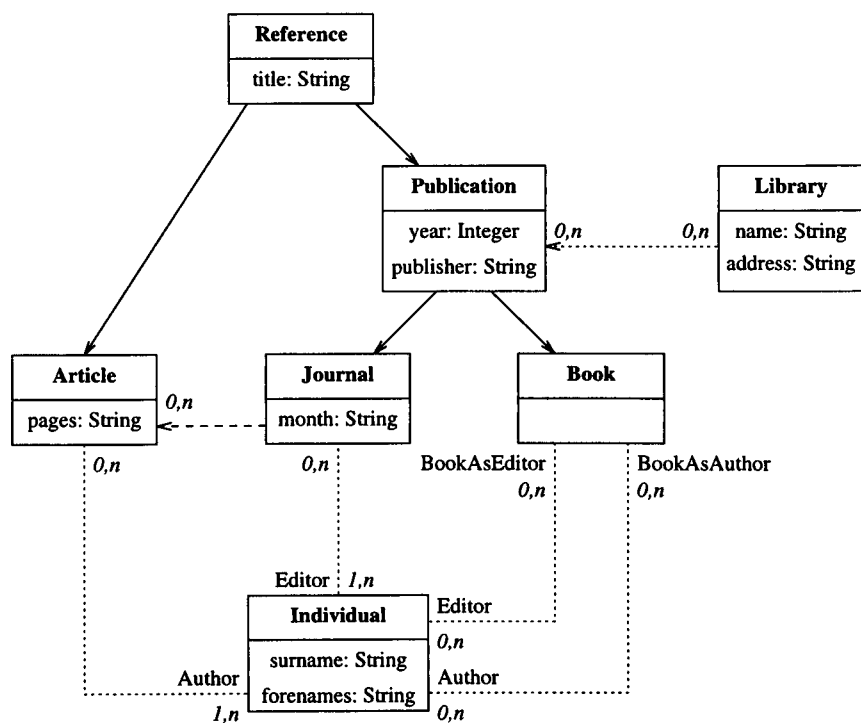 Reference
title: String
Publication
year: Integer
publisher: String
Library
name: String
address: String
0,n
0,n
Article
pages: String
0,n
Journal
month: String
Book
0,n
0,n
BookAsEditor
0,n
BookAsAuthor
0,n
Editor
1,n
Individual
surname: String
forenames: String
Editor
0,n
Author
1,n
Author
0,n